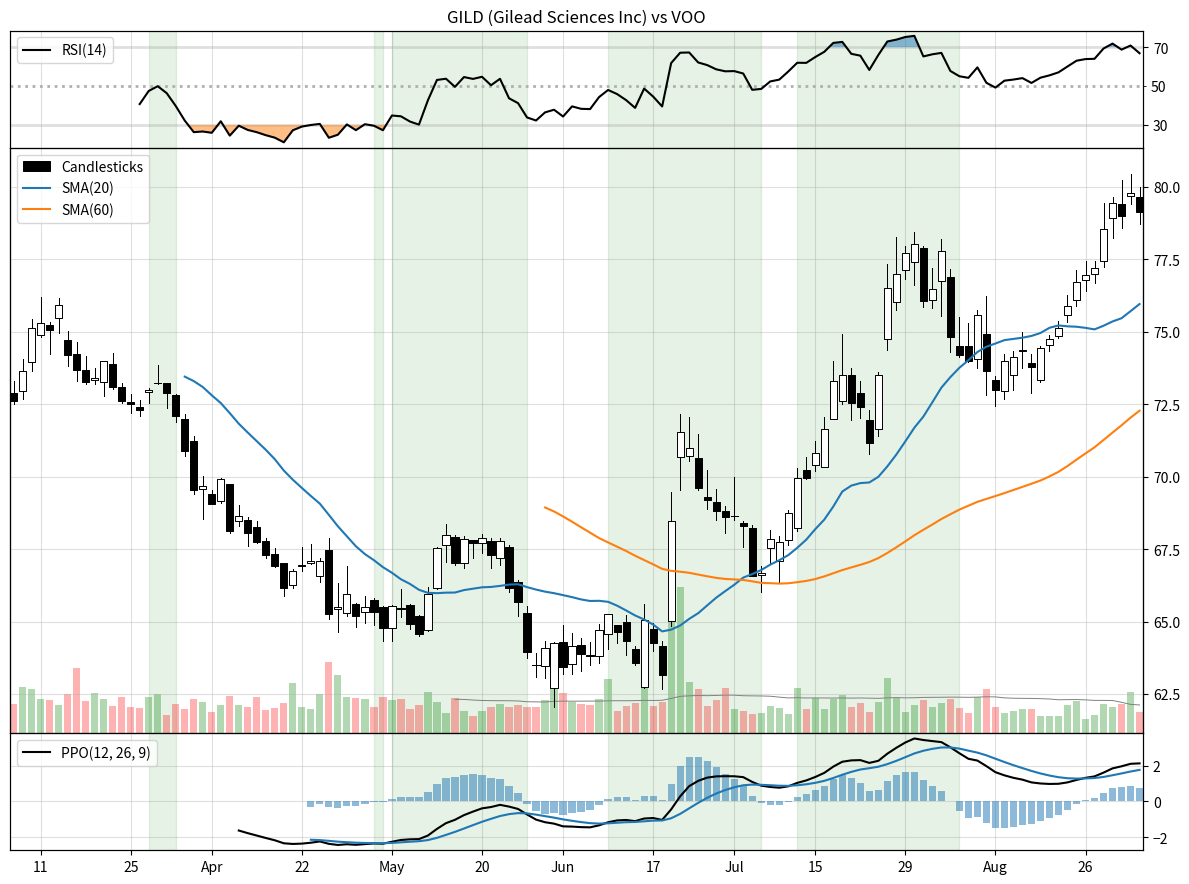 GILD (Gilead Sciences Inc) vs VOO
RSI(14)
70
50
30
Candlesticks
SMA(20)
SMA(60)
80.0
77.5
75.0
72.5
70.0
67.5
65.0
62.5
PPO(12, 26, 9)
2
0
−2
11 25 Apr 22 May 20 Jun 17 Jul 15 29 Aug 26